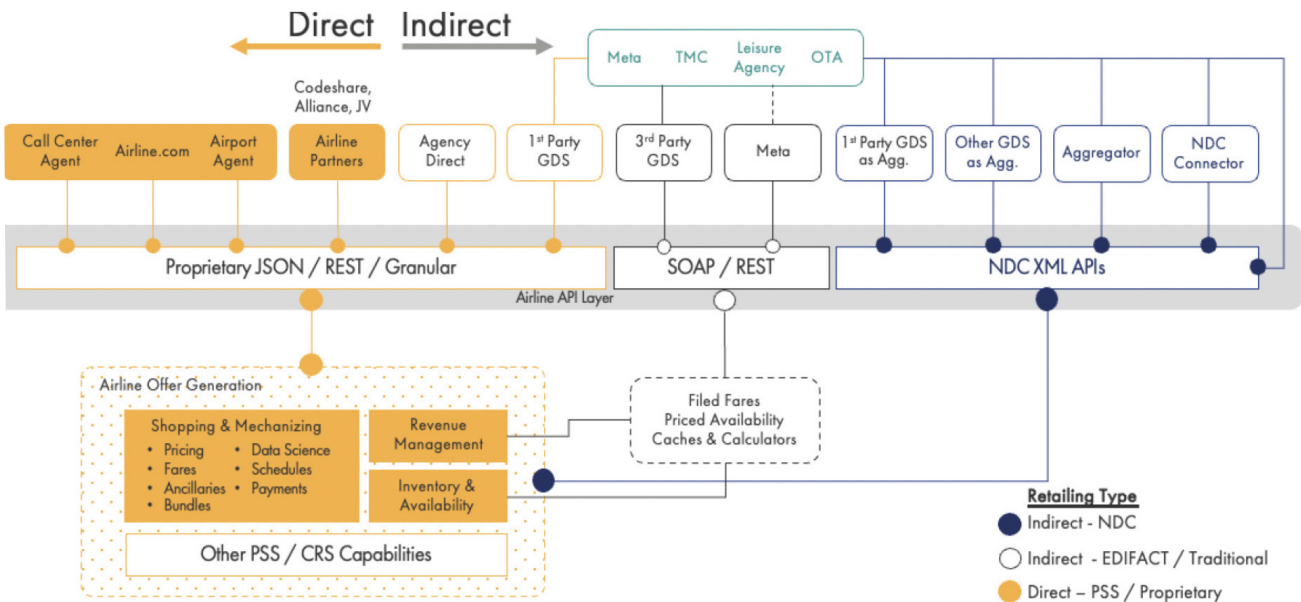 Direct Indirect
Meta TMC Leisure Agency OTA
Codeshare,
Alliance, JV
Call Center
Agent
Airline.com
Airport
Agent
Airline
Partners
Agency
Direct
1st Party
GDS
3rd Party
GDS
Meta
1st Party GDS
as Agg.
Other GDS
as Agg.
Aggregator
NDC
Connector
Proprietary JSON / REST / Granular
SOAP / REST
NDC XML APIs
Airline API Layer
Airline Offer Generation
Shopping & Mechanizing
• Pricing
• Fares
• Ancillaries
• Bundles
• Data Science
• Schedules
• Payments
Revenue
Management
Inventory &
Availability
Other PSS / CRS Capabilities
Filed Fares
Priced Availability
Caches & Calculators
Retailing Type
Indirect - NDC
Indirect - EDIFACT / Traditional
Direct – PSS / Proprietary